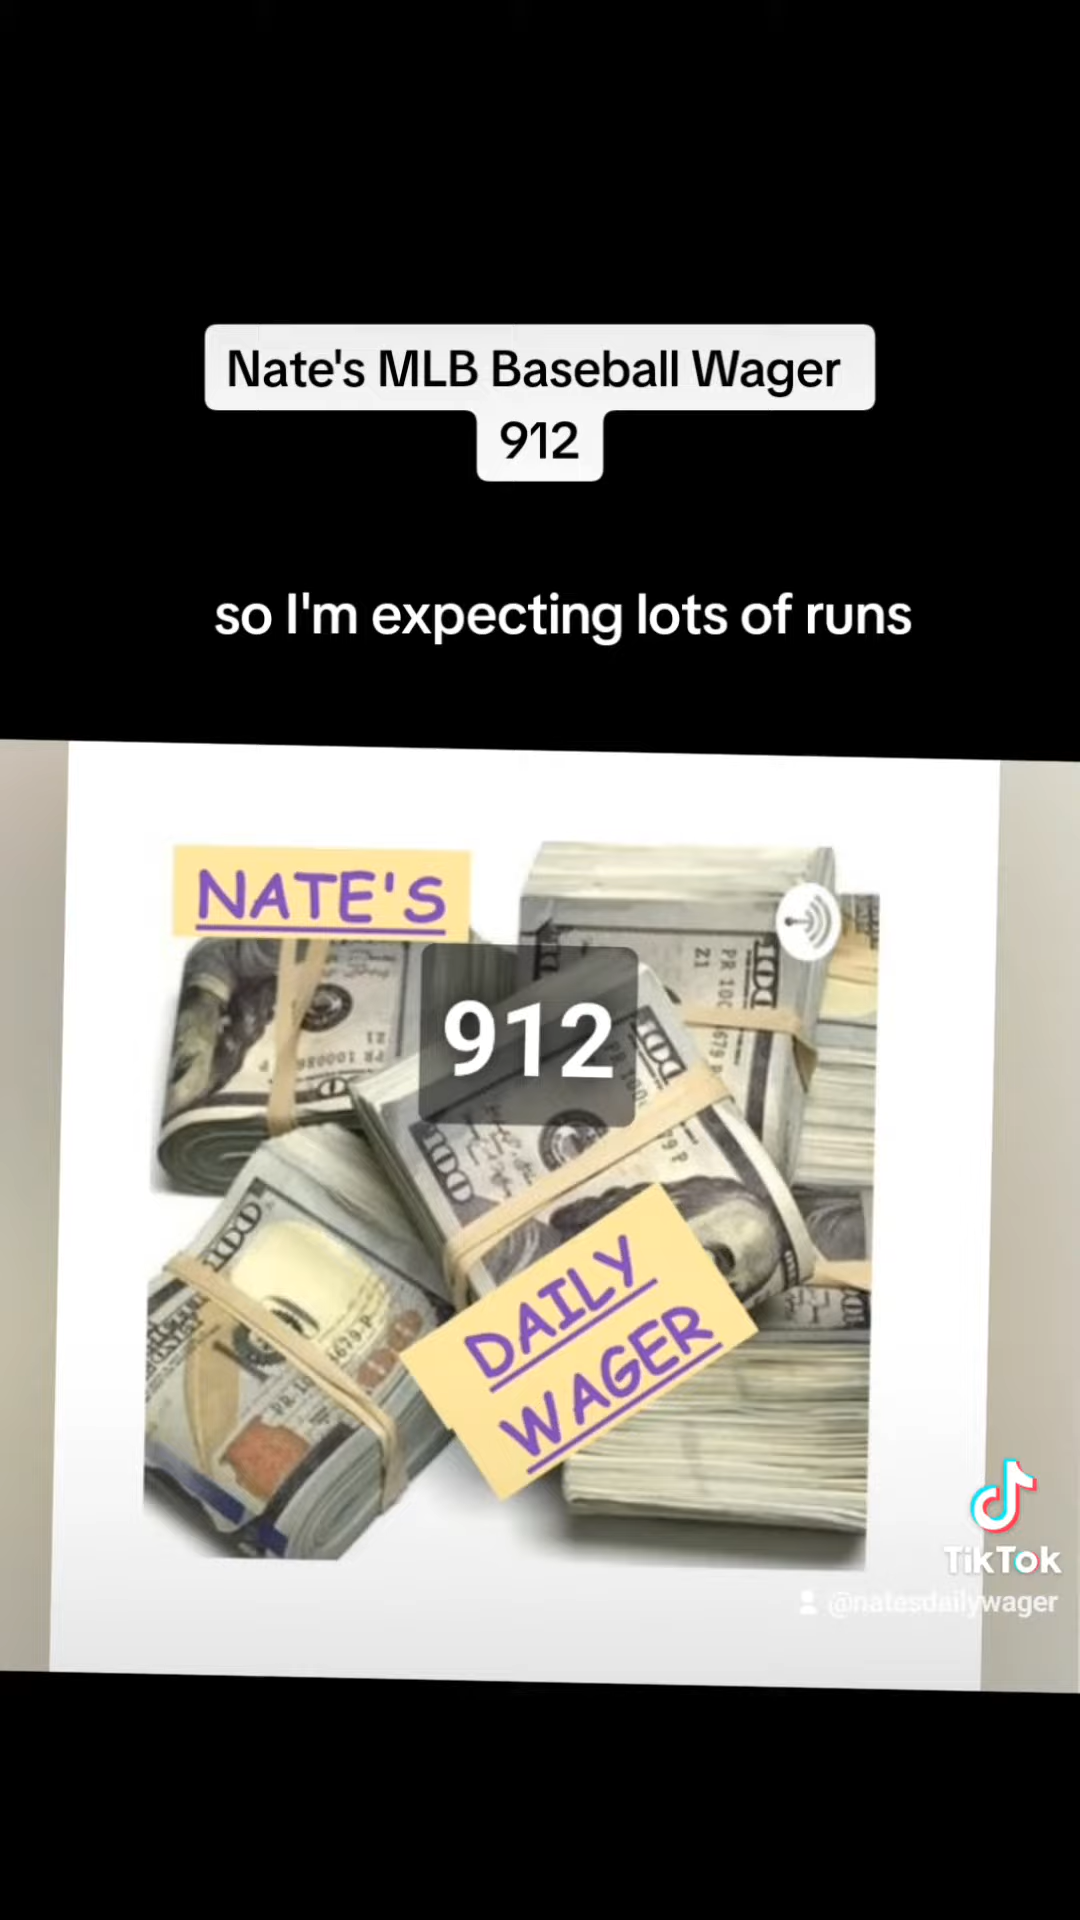 Nate's MLB Baseball Wager
912
so I'm expecting lots of runs
NATE'S
912
DAILY
WAGER
TikTok
@natesdailywager